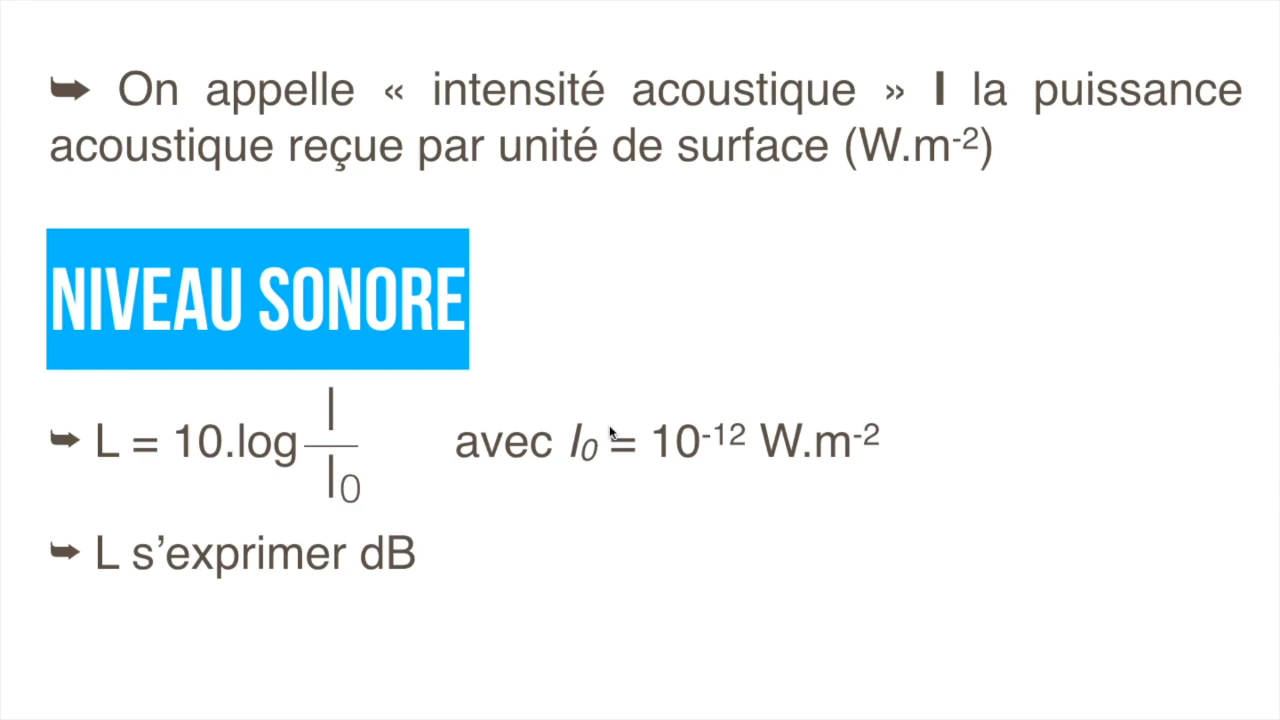 ➥ On appelle « intensité acoustique » I la puissance
acoustique reçue par unité de surface (W.m-2)
NIVEAU SONORE
➥ L = 10.log I/I0 avec I0 = 10-12 W.m-2
➥ L s’exprimer dB